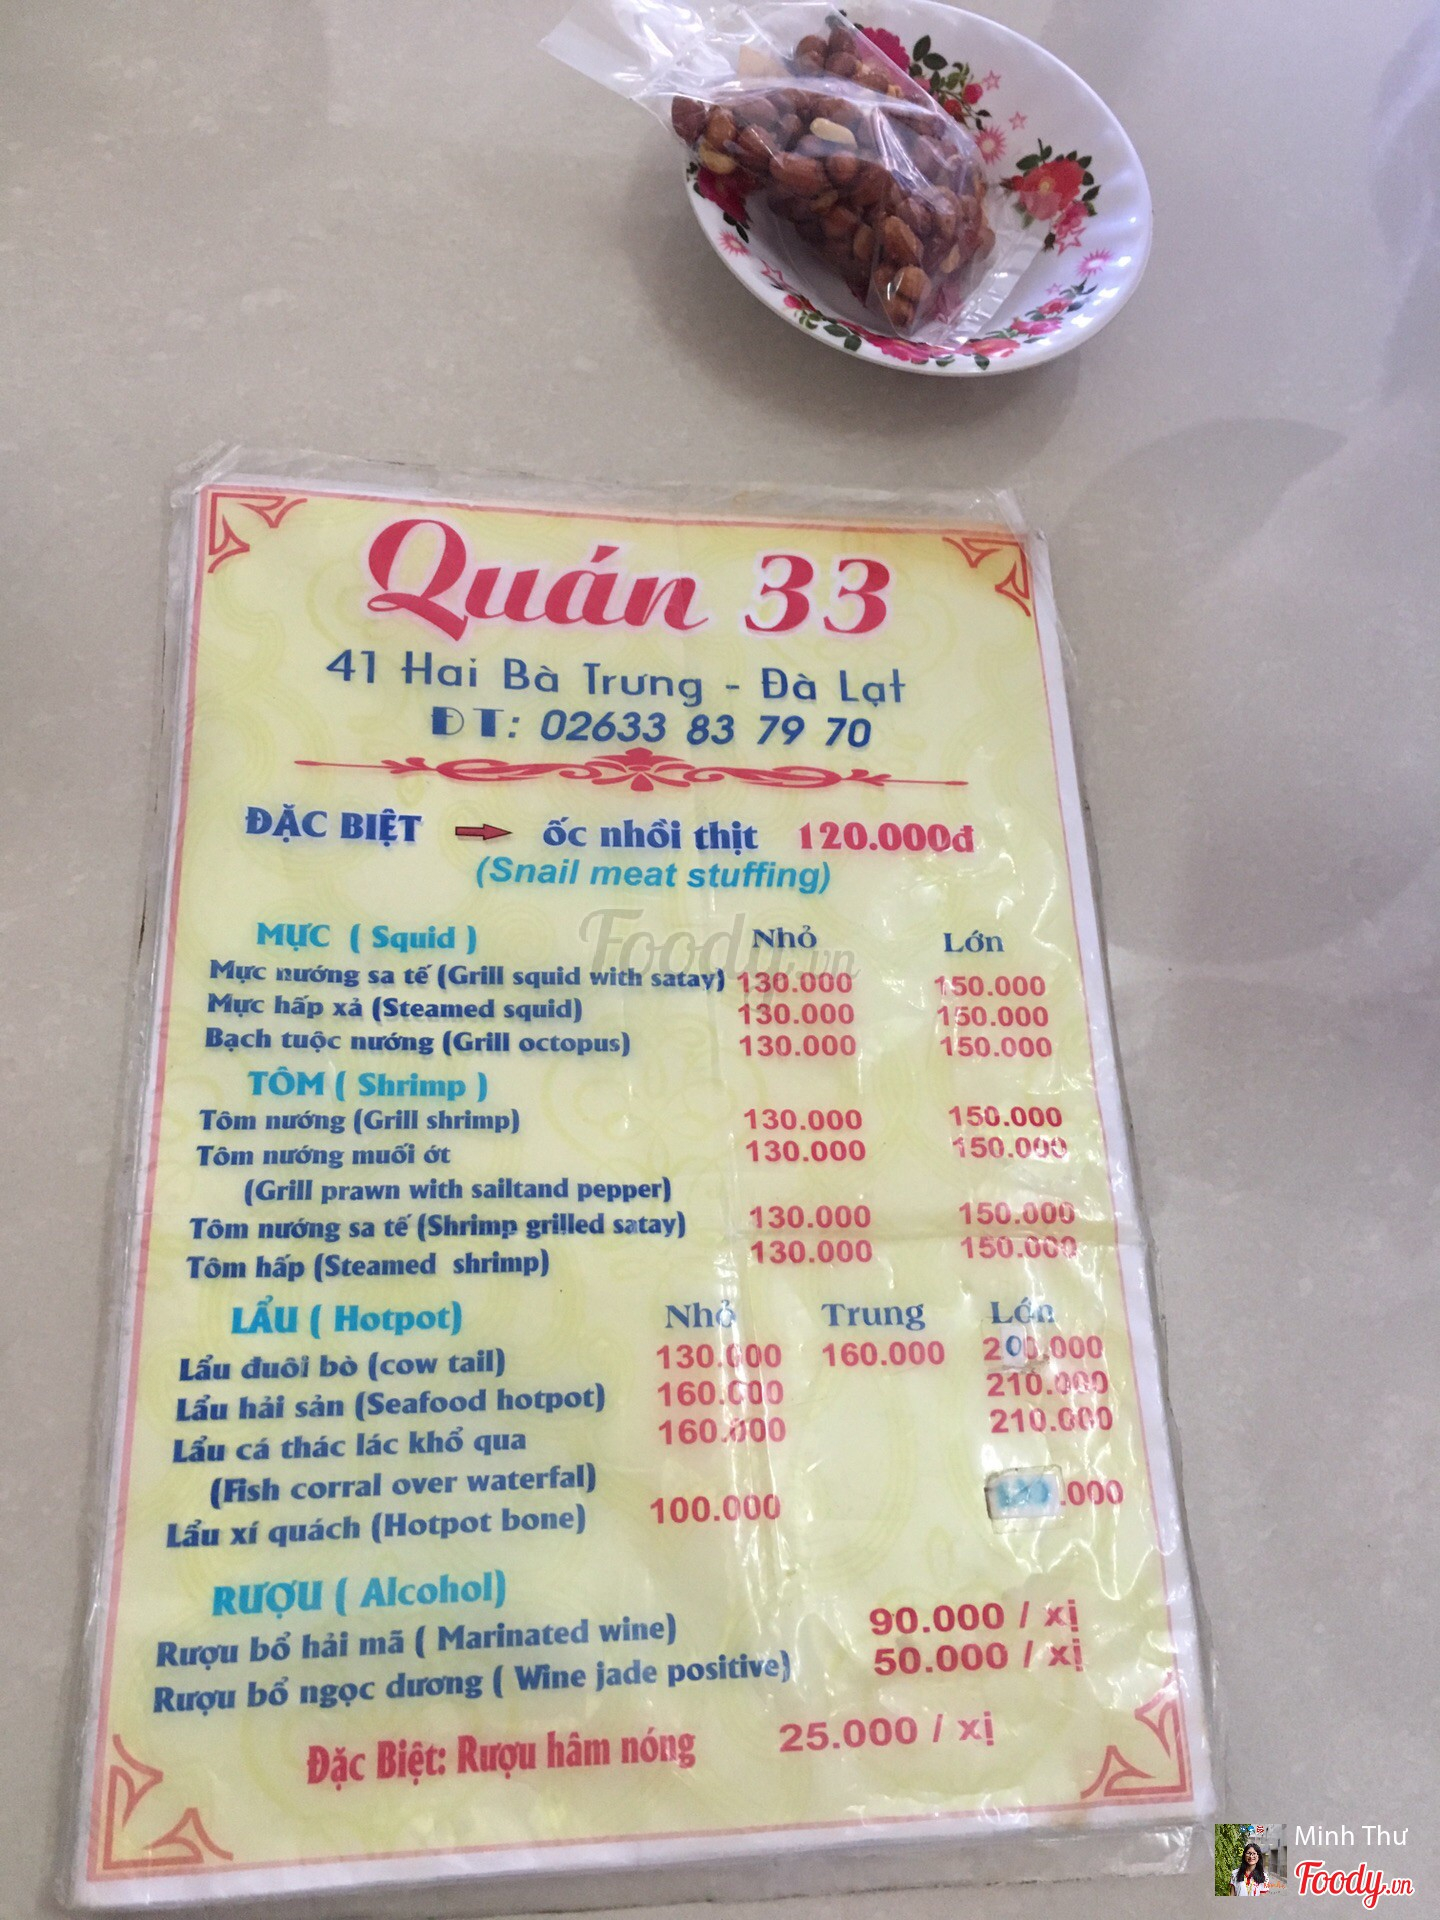 Quán 33
41 Hai Bà Trưng - Đà Lạt
ĐT: 02633 83 79 70
ĐẶC BIỆT ốc nhồi thịt 120.000đ
(Snail meat stuffing)
MỰC ( Squid ) Nhỏ Lớn
Mực nướng sa tế (Grill squid with satay) 130.000 150.000
Mực hấp xả (Steamed squid) 130.000 150.000
Bạch tuộc nướng (Grill octopus) 130.000 150.000
TÔM ( Shrimp )
Tôm nướng (Grill shrimp) 130.000 150.000
Tôm nướng muối ớt 130.000 150.000
(Grill prawn with sailtand pepper)
Tôm nướng sa tế (Shrimp grilled satay) 130.000 150.000
Tôm hấp (Steamed shrimp) 130.000 150.000
LẨU ( Hotpot) Nhỏ Trung Lớn
Lẩu đuôi bò (cow tail) 130.000 160.000 200.000
Lẩu hải sản (Seafood hotpot) 160.000 210.000
Lẩu cá thác lác khổ qua 160.000 210.000
(Fish corral over waterfal)
Lẩu xí quách (Hotpot bone) 100.000 .000
RƯỢU ( Alcohol)
Rượu bổ hải mã ( Marinated wine) 90.000 / xị
Rượu bổ ngọc dương ( Wine jade positive) 50.000 / xị
Đặc Biệt: Rượu hâm nóng 25.000 / xị
Foody.vn
Minh Thư
Foody.vn